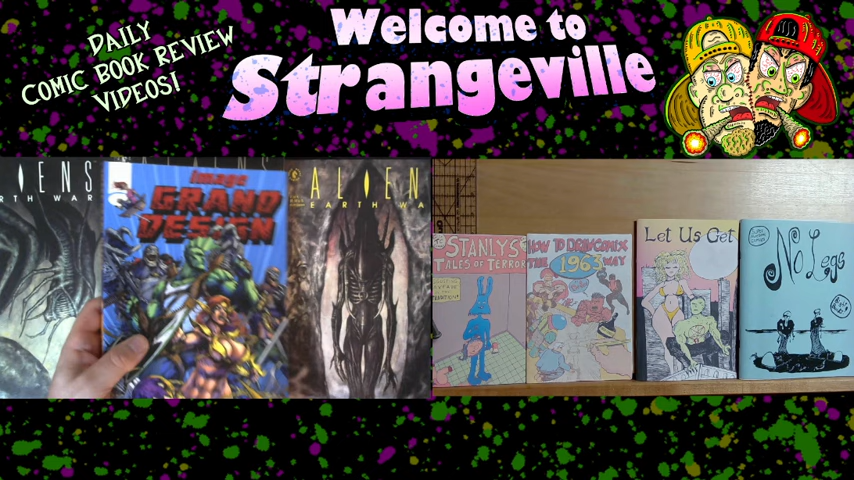 DAILY
COMIC BOOK REVIEW
VIDEOS!
Welcome to
Strangeville
IENS
RTH WAR
image
GRAND
DESIGN
ALIEN
EARTH WA
STANLY'S
TALES OF TERROR
HOW TO DRAW COMIX
THE 1963 WAY
Let Us Get
No Legs